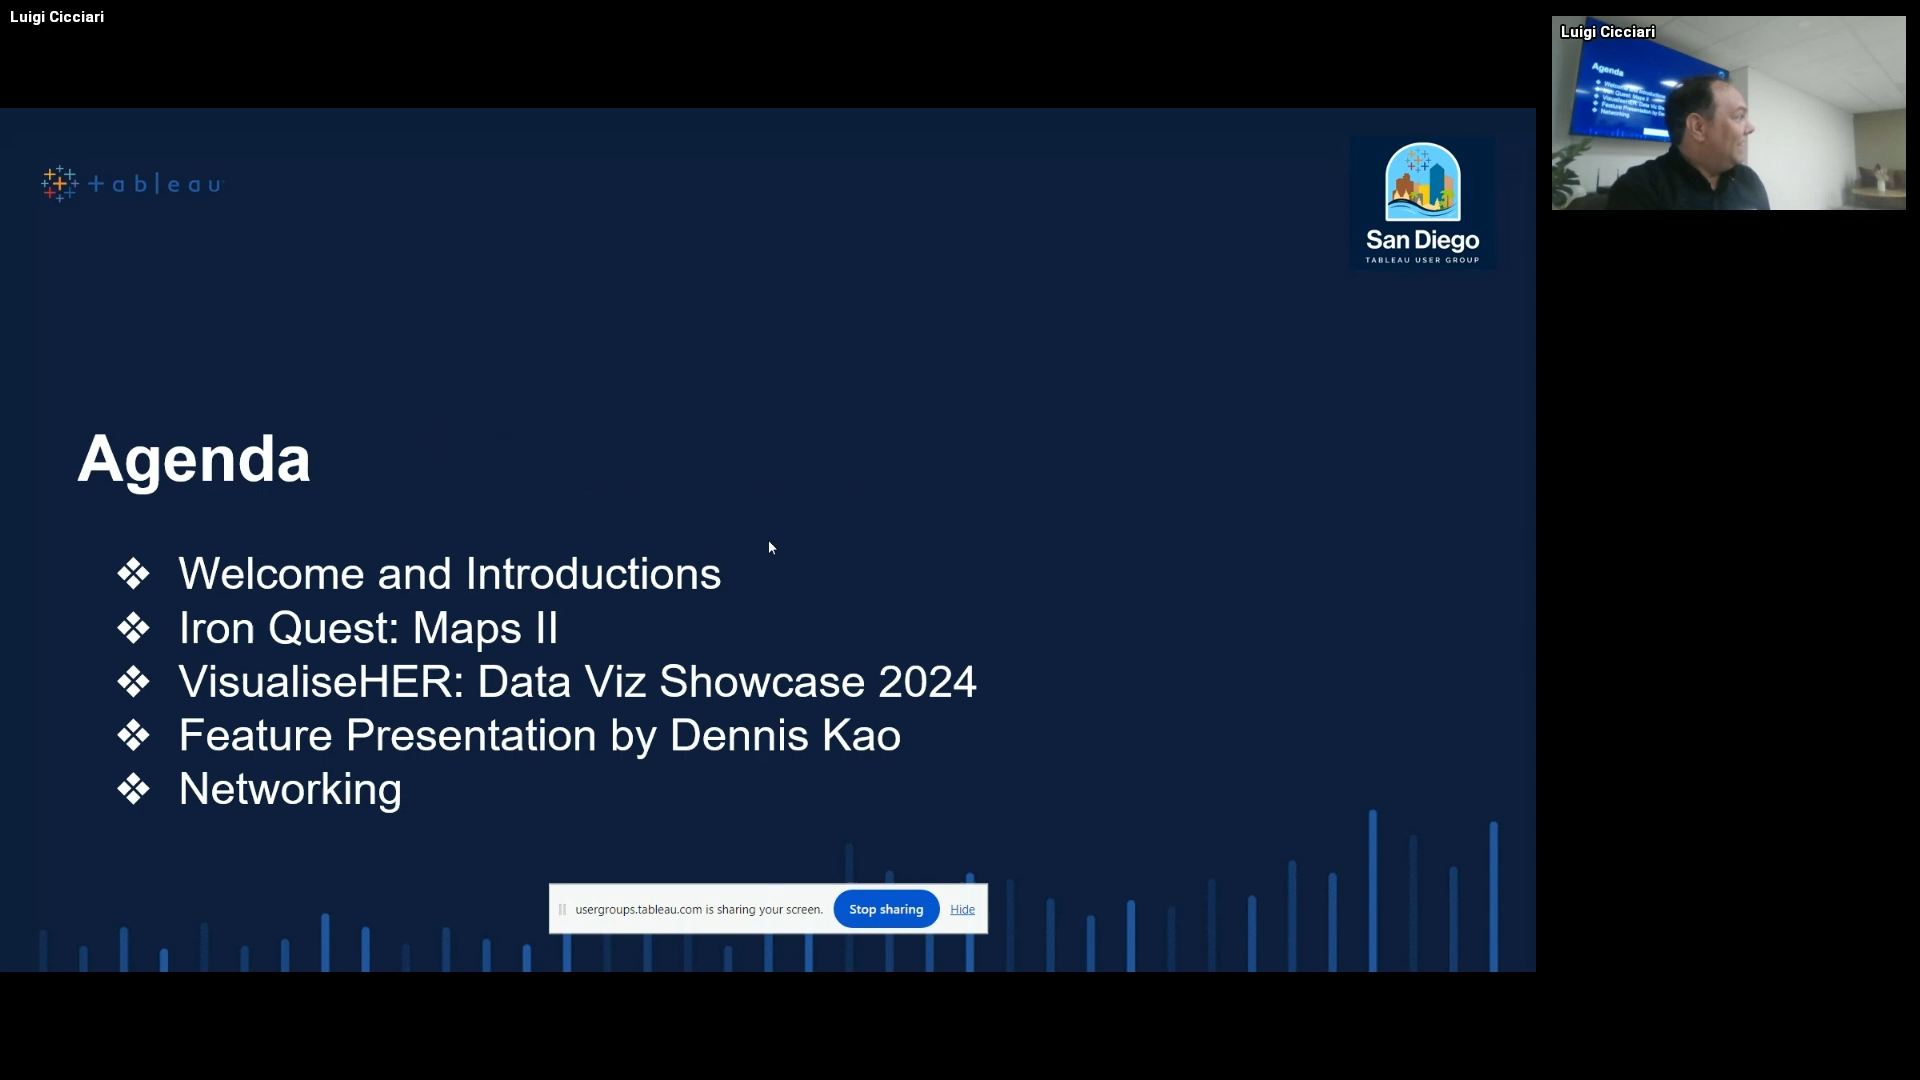 Luigi Cicciari
Luigi Cicciari
Agenda
tableau
San Diego
TABLEAU USER GROUP
Agenda
❖ Welcome and Introductions
❖ Iron Quest: Maps II
❖ VisualiseHER: Data Viz Showcase 2024
❖ Feature Presentation by Dennis Kao
❖ Networking
usergroups.tableau.com is sharing your screen. Stop sharing Hide